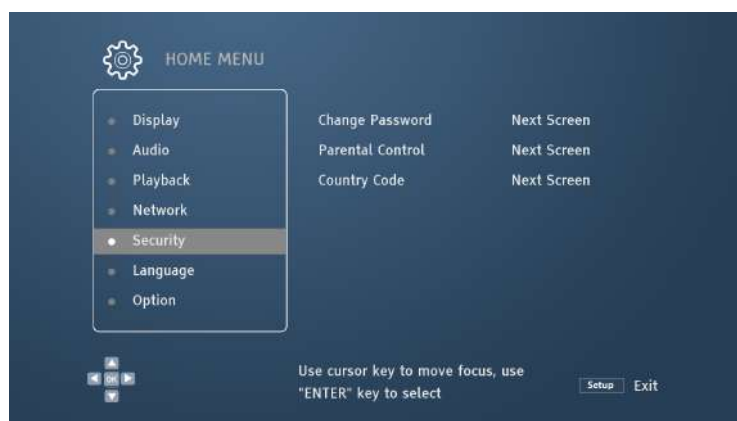 HOME MENU
Display
Audio
Playback
Network
Security
Language
Option
Change Password Next Screen
Parental Control Next Screen
Country Code Next Screen
OK
Use cursor key to move focus, use
"ENTER" key to select
Setup Exit